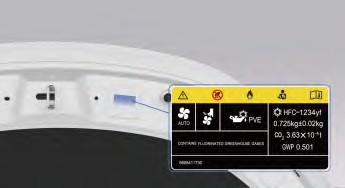 HFC-1234yf
AUTO
PVE
0.725kg±0.02kg
CO₂ 3.63×10⁻⁴t
CONTAINS FLUORINATED GREENHOUSE GASES
GWP 0.501